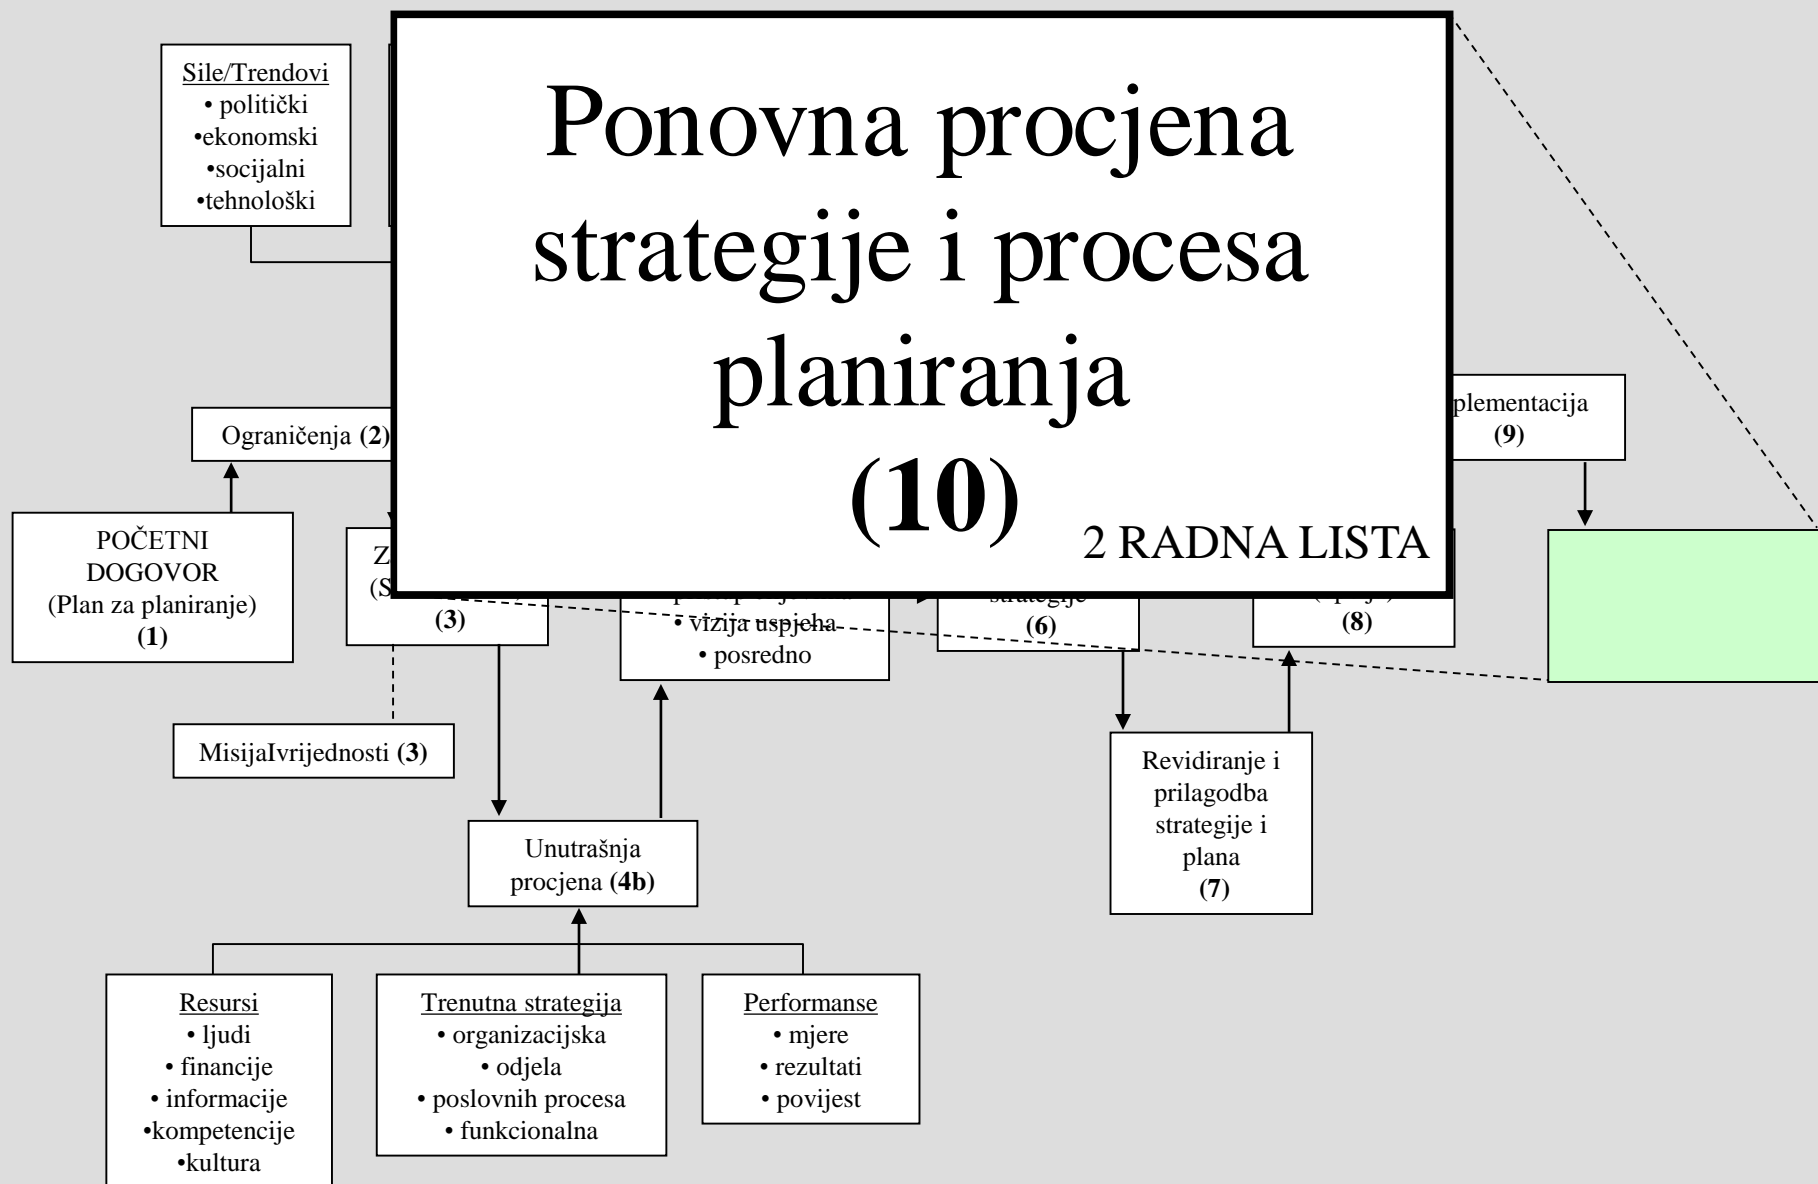 Sile/Trendovi
• politički
•ekonomski
•socijalni
•tehnološki
Ponovna procjena
strategije i procesa
planiranja
(10)
2 RADNA LISTA
Ograničenja (2)
plementacija
(9)
POČETNI
DOGOVOR
(Plan za planiranje)
(1)
(3)
• vizija uspjeha
• posredno
strategije
(6)
(8)
MisijaIvrijednosti (3)
Revidiranje i
prilagodba
strategije i
plana
(7)
Unutrašnja
procjena (4b)
Resursi
• ljudi
• financije
• informacije
•kompetencije
•kultura
Trenutna strategija
• organizacijska
• odjela
• poslovnih procesa
• funkcionalna
Performanse
• mjere
• rezultati
• povijest